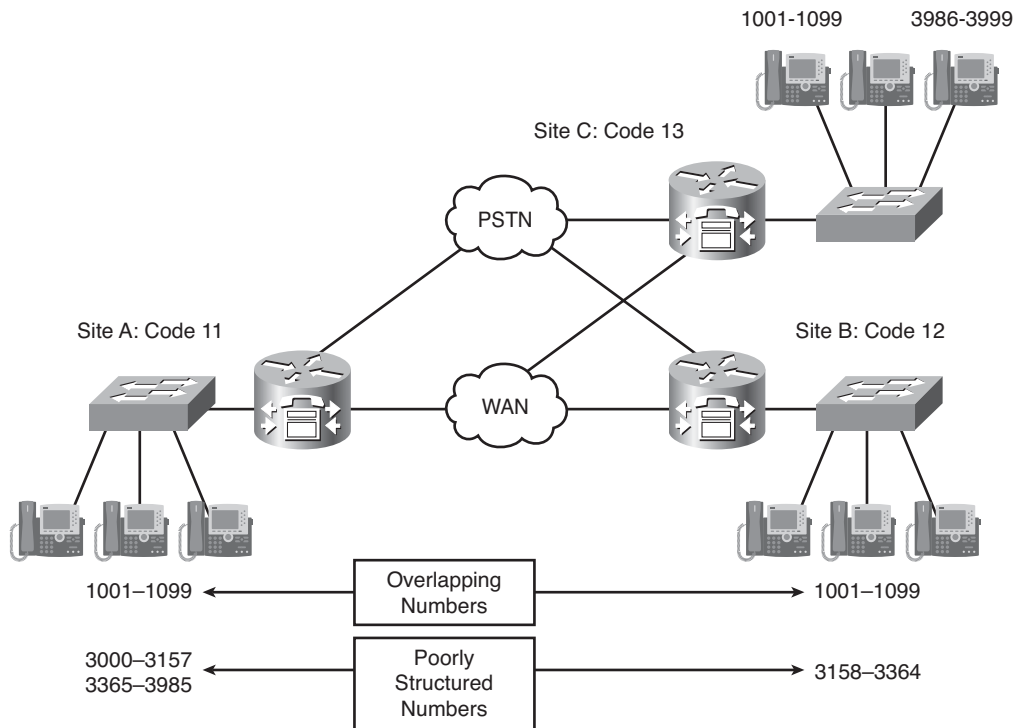 1001-1099 3986-3999
Site C: Code 13
PSTN
Site A: Code 11
Site B: Code 12
WAN
Overlapping
Numbers
1001–1099
1001–1099
Poorly
Structured
Numbers
3000–3157
3365–3985
3158–3364